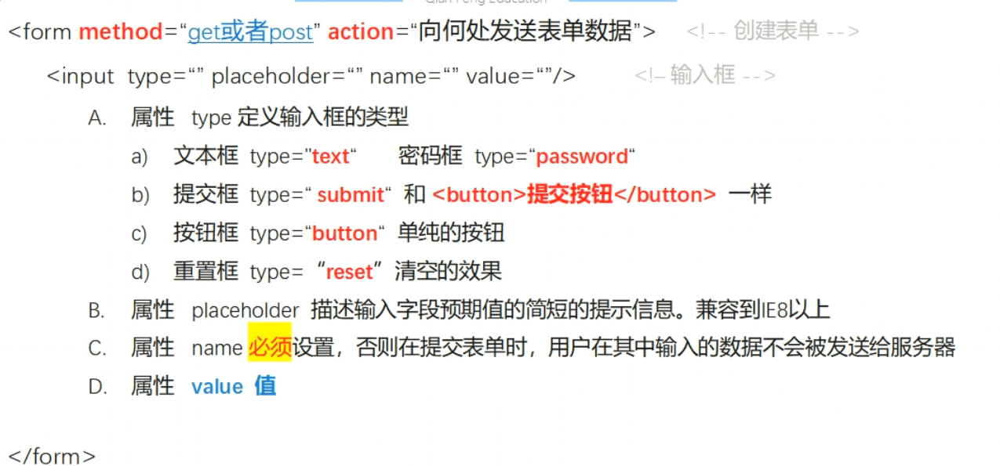 Qian Feng Education
<form method=“get或者post” action=“向何处发送表单数据”> <!-- 创建表单 -->
<input type=“” placeholder=“” name=“” value=“”/> <!– 输入框 -->
A. 属性 type 定义输入框的类型
a) 文本框 type="text“ 密码框 type=“password“
b) 提交框 type=“ submit“ 和 <button>提交按钮</button> 一样
c) 按钮框 type=“button“ 单纯的按钮
d) 重置框 type= “reset” 清空的效果
B. 属性 placeholder 描述输入字段预期值的简短的提示信息。兼容到IE8以上
C. 属性 name 必须设置，否则在提交表单时，用户在其中输入的数据不会被发送给服务器
D. 属性 value 值
</form>